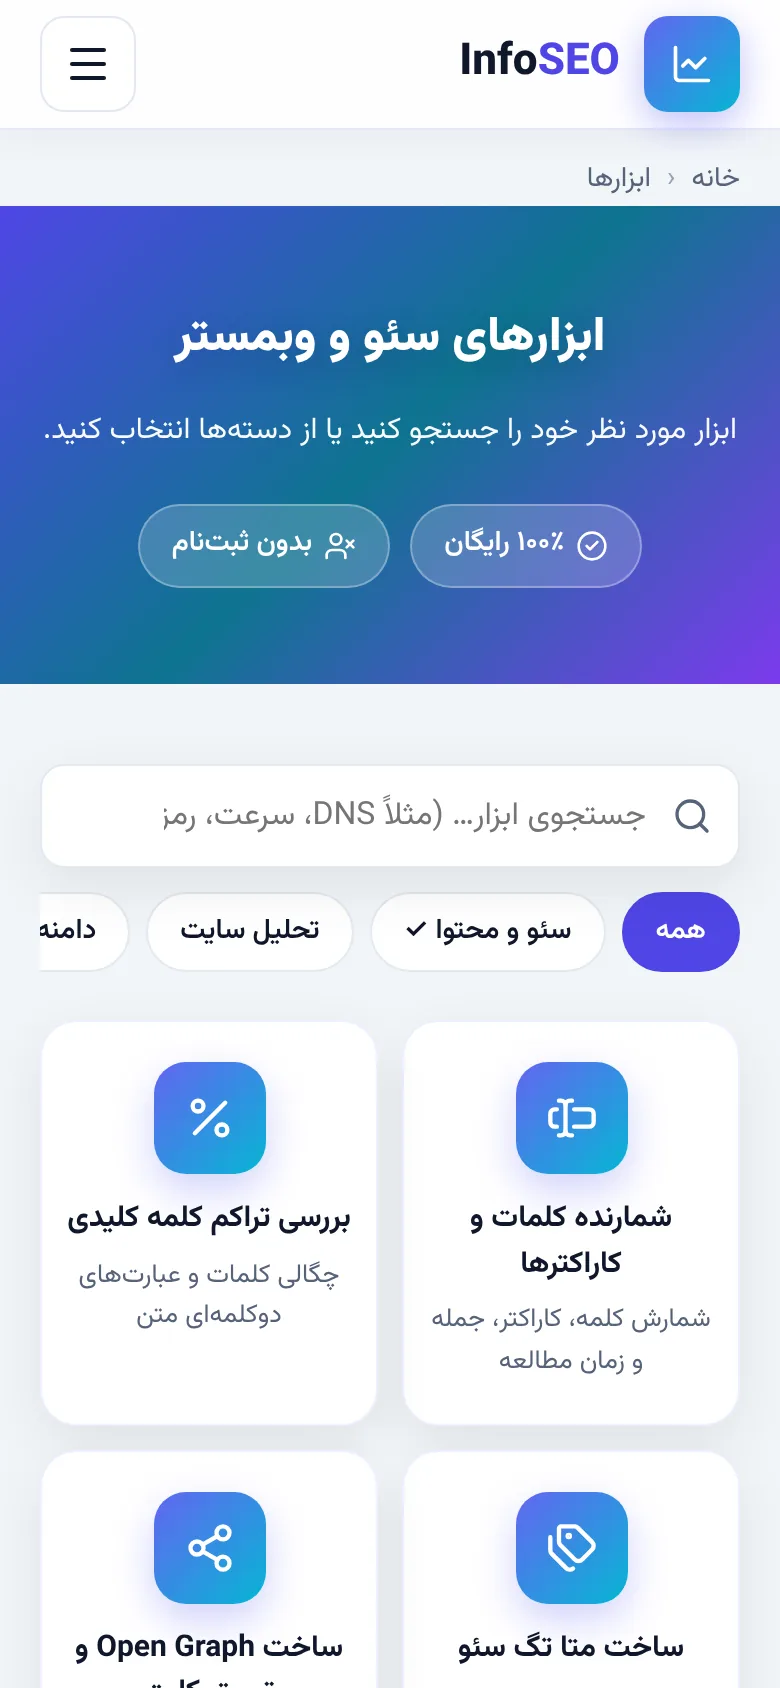 InfoSEO
خانه ‹ ابزارها
ابزارهای سئو و وبمستر
ابزار مورد نظر خود را جستجو کنید یا از دسته‌ها انتخاب کنید.
۱۰۰٪ رایگان
بدون ثبت‌نام
جستجوی ابزار... (مثلاً DNS، سرعت، رمز
همه
سئو و محتوا ✓
تحلیل سایت
دامنه
شمارنده کلمات و
کاراکترها
شمارش کلمه، کاراکتر، جمله
و زمان مطالعه
بررسی تراکم کلمه کلیدی
چگالی کلمات و عبارت‌های
دوکلمه‌ای متن
ساخت متا تگ سئو
ساخت Open Graph و